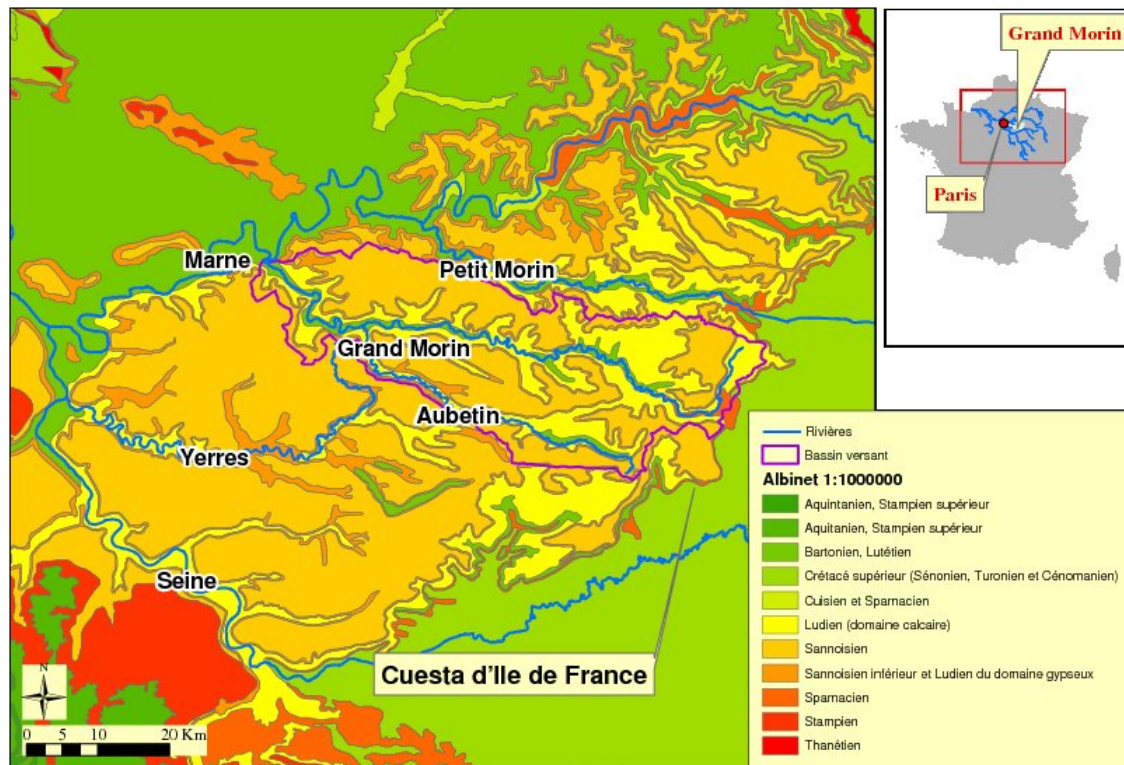 Grand Morin
Paris
Marne
Petit Morin
Grand Morin
Aubetin
Yerres
Seine
Cuesta d'Ile de France
N
0 5 10 20 Km
Rivières
Bassin versant
Albinet 1:1000000
Aquintanien, Stampien supérieur
Aquitanien, Stampien supérieur
Bartonien, Lutétien
Crétacé supérieur (Sénonien, Turonien et Cénomanien)
Cuisien et Sparnacien
Ludien (domaine calcaire)
Sannoisien
Sannoisien inférieur et Ludien du domaine gypseux
Sparnacien
Stampien
Thanétien